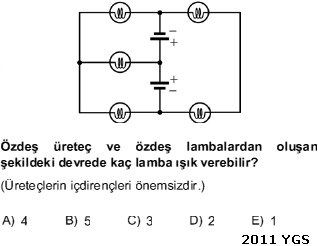 −
+
+
−
Özdeş üreteç ve özdeş lambalardan oluşan
şekildeki devrede kaç lamba ışık verebilir?
(Üreteçlerin içdirençleri önemsizdir.)
A) 4 B) 5 C) 3 D) 2 E) 1
2011 YGS